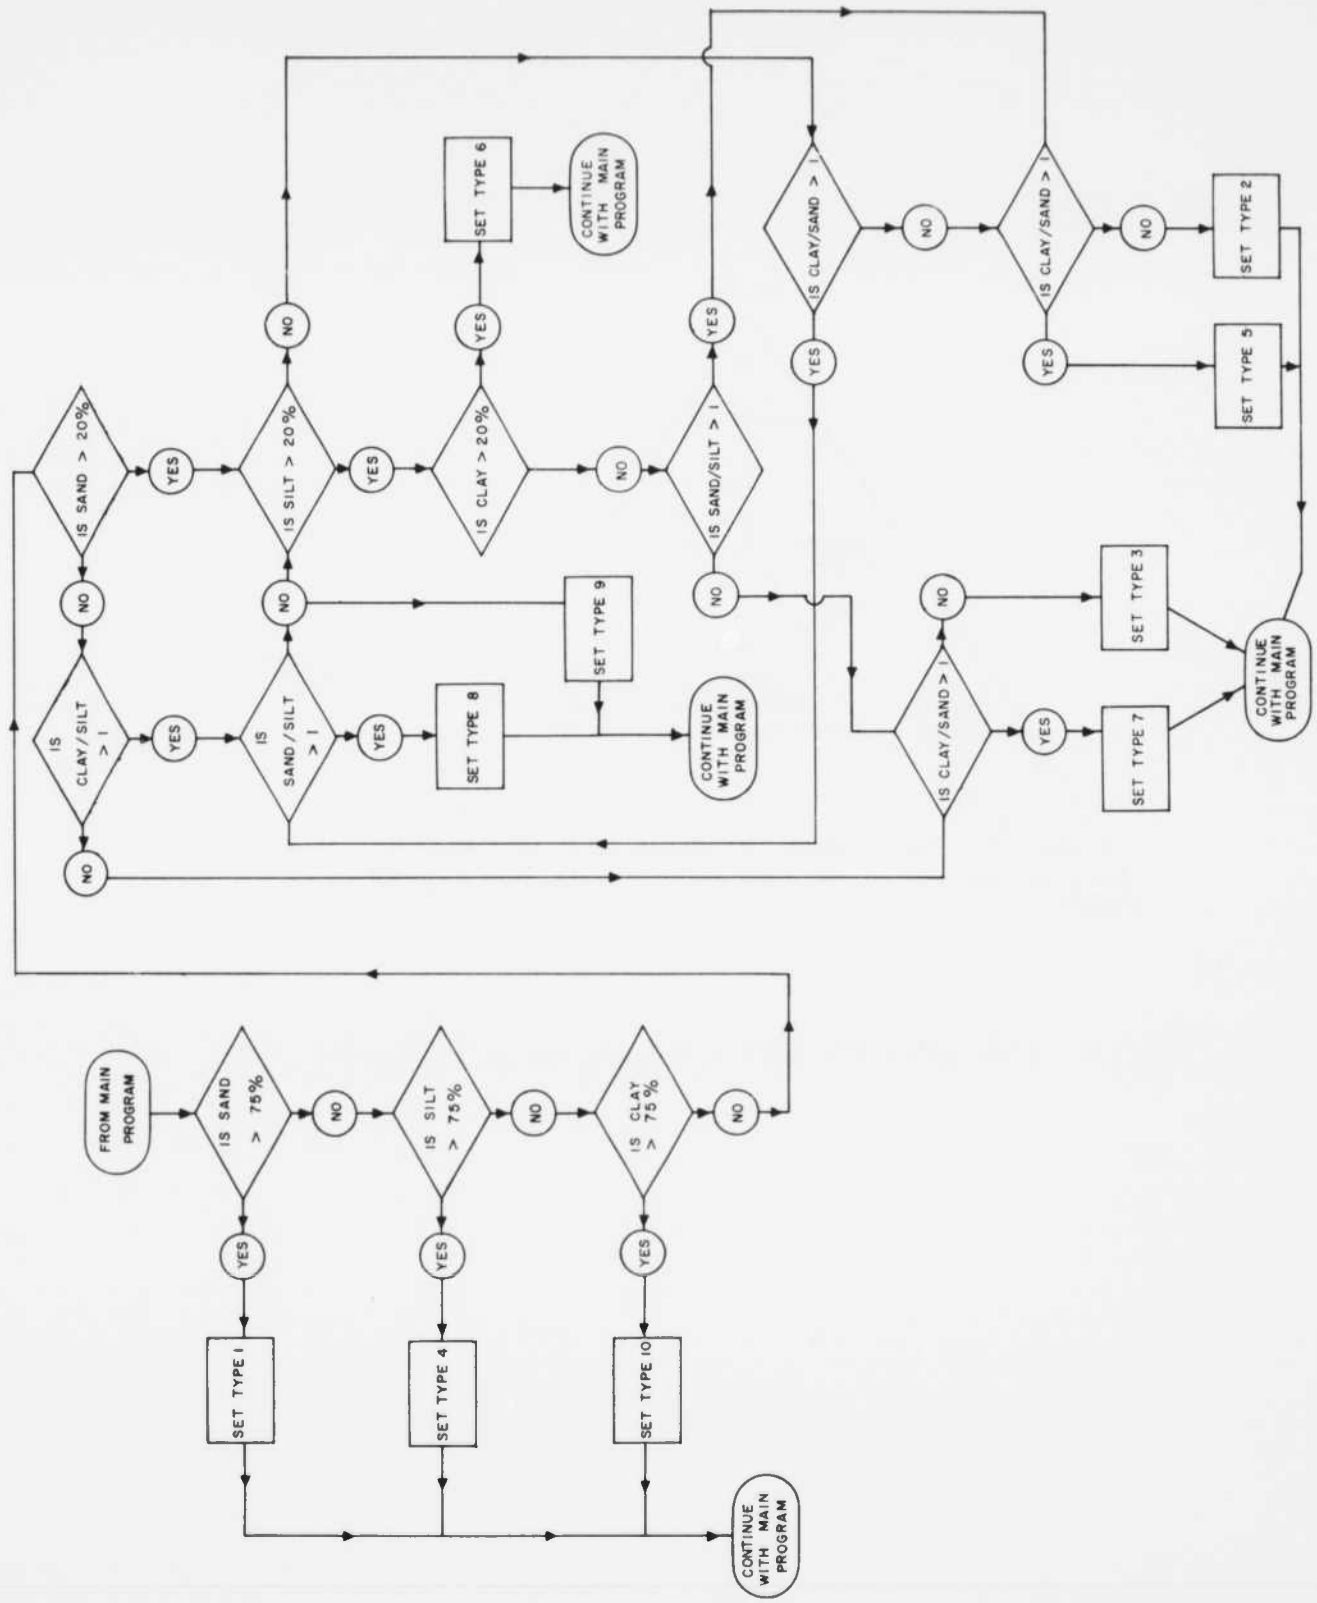 FROM MAIN
PROGRAM
IS SAND
> 75%
YES
SET TYPE 1
NO
IS SILT
> 75%
YES
SET TYPE 4
NO
IS CLAY
> 75%
YES
SET TYPE 10
NO
CONTINUE
WITH MAIN
PROGRAM
IS SAND > 20%
NO
YES
IS
CLAY/SILT
> 1
NO
YES
IS
SAND/SILT
> 1
NO
YES
SET TYPE 8
SET TYPE 9
CONTINUE
WITH MAIN
PROGRAM
IS SILT > 20%
NO
YES
IS CLAY > 20%
YES
SET TYPE 6
CONTINUE
WITH MAIN
PROGRAM
NO
IS SAND/SILT > 1
NO
YES
IS CLAY/SAND > 1
YES
NO
IS CLAY/SAND > 1
YES
NO
SET TYPE 5
SET TYPE 2
IS CLAY/SAND > 1
NO
YES
SET TYPE 7
SET TYPE 3
CONTINUE
WITH MAIN
PROGRAM